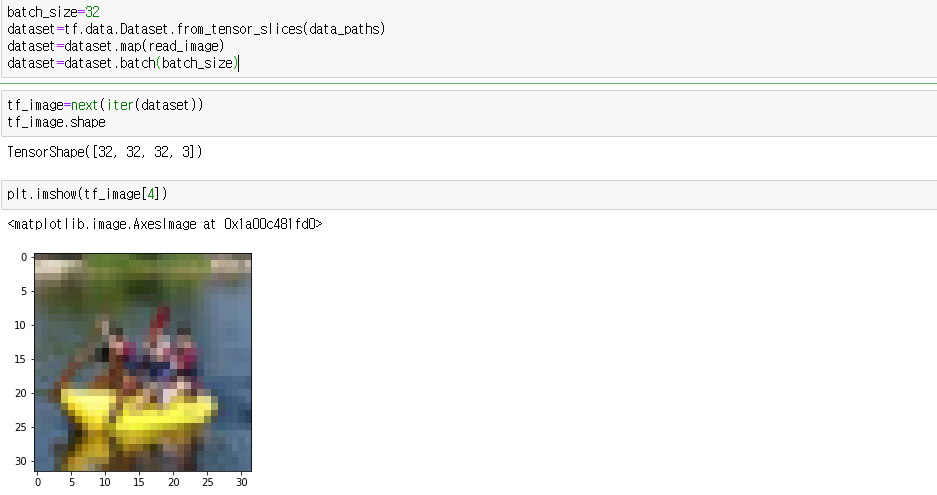 batch_size=32
dataset=tf.data.Dataset.from_tensor_slices(data_paths)
dataset=dataset.map(read_image)
dataset=dataset.batch(batch_size)
tf_image=next(iter(dataset))
tf_image.shape
TensorShape([32, 32, 32, 3])
plt.imshow(tf_image[4])
<matplotlib.image.AxesImage at 0x1a00c481fd0>
0
5
10
15
20
25
30
0 5 10 15 20 25 30